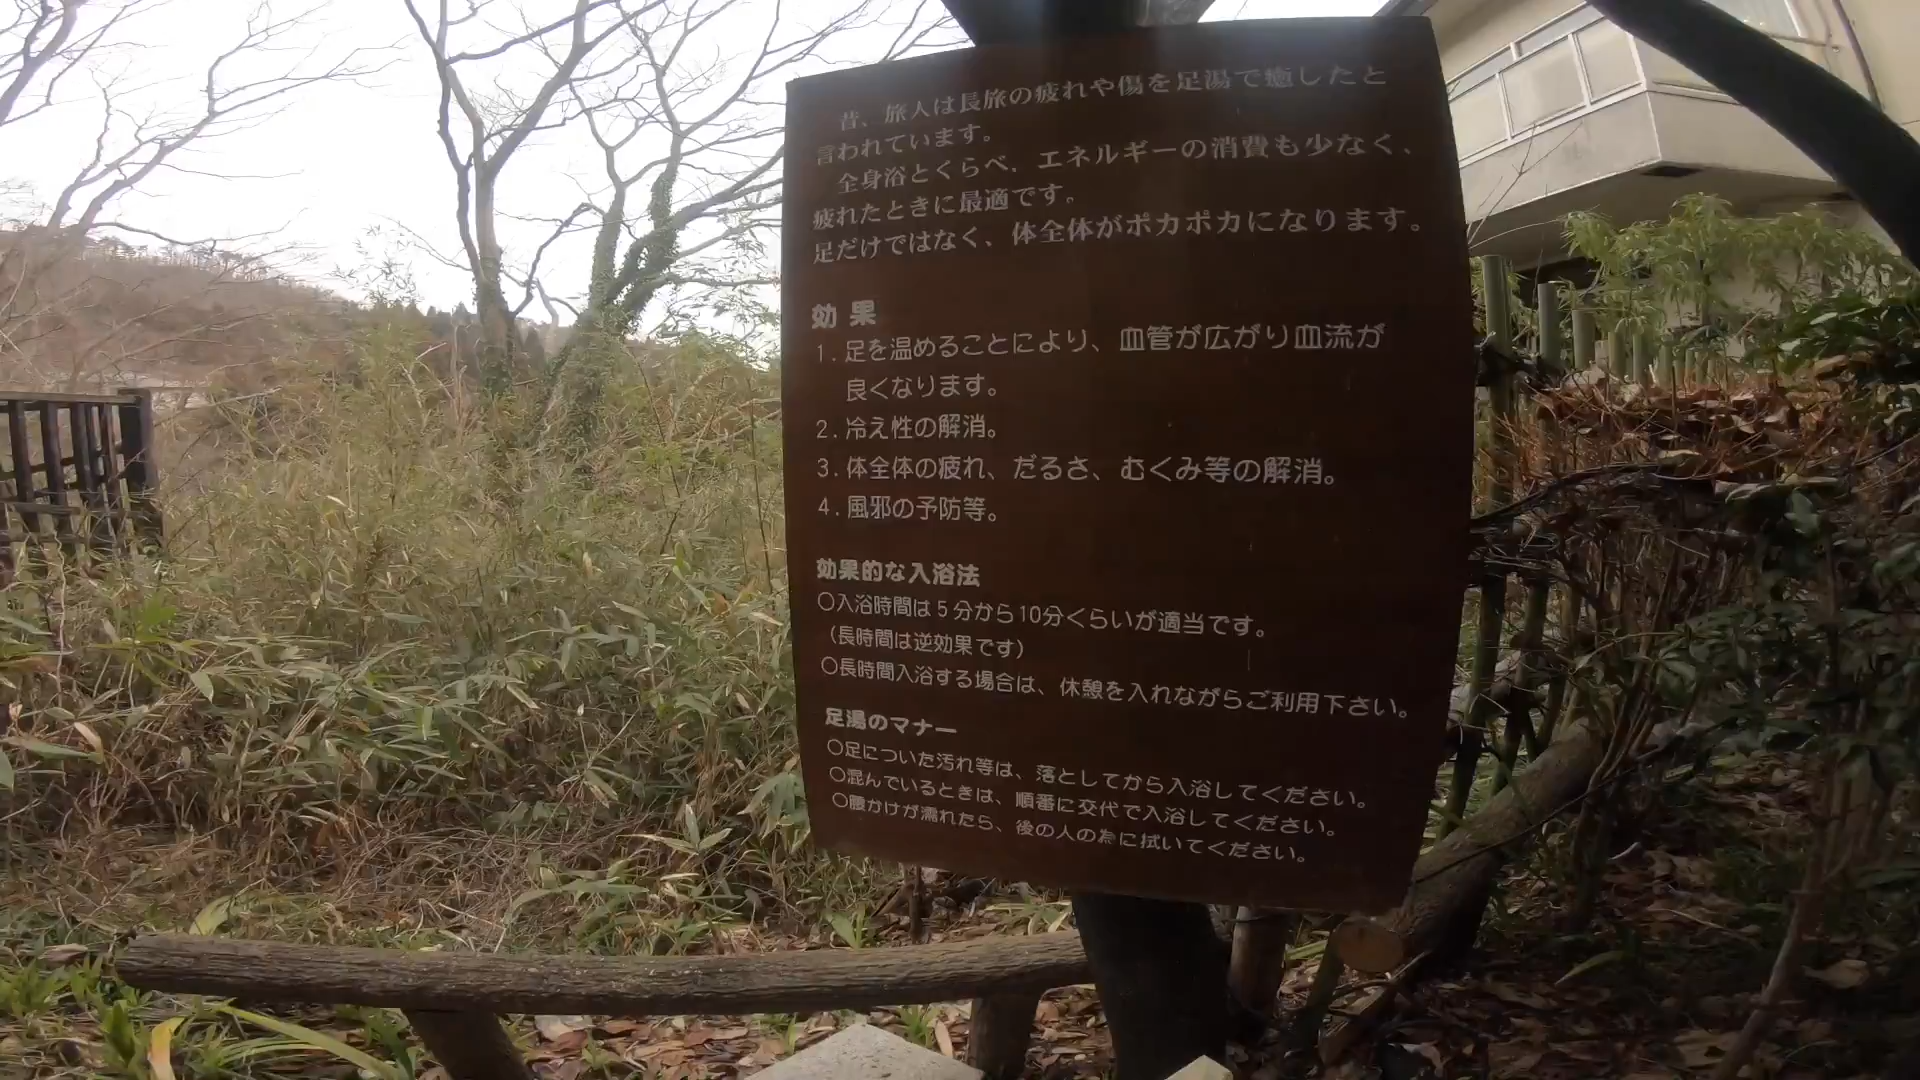 昔、旅人は長旅の疲れや傷を足湯で癒したと
言われています。
全身浴とくらべ、エネルギーの消費も少なく、
疲れたときに最適です。
足だけではなく、体全体がポカポカになります。
効果
1.足を温めることにより、血管が広がり血流が
良くなります。
2.冷え性の解消。
3.体全体の疲れ、だるさ、むくみ等の解消。
4.風邪の予防等。
効果的な入浴法
○入浴時間は5分から10分くらいが適当です。
(長時間は逆効果です)
○長時間入浴する場合は、休憩を入れながらご利用下さい。
足湯のマナー
○足についた汚れ等は、落としてから入浴してください。
○混んでいるときは、順番に交代で入浴してください。
○腰かけが濡れたら、後の人の為に拭いてください。